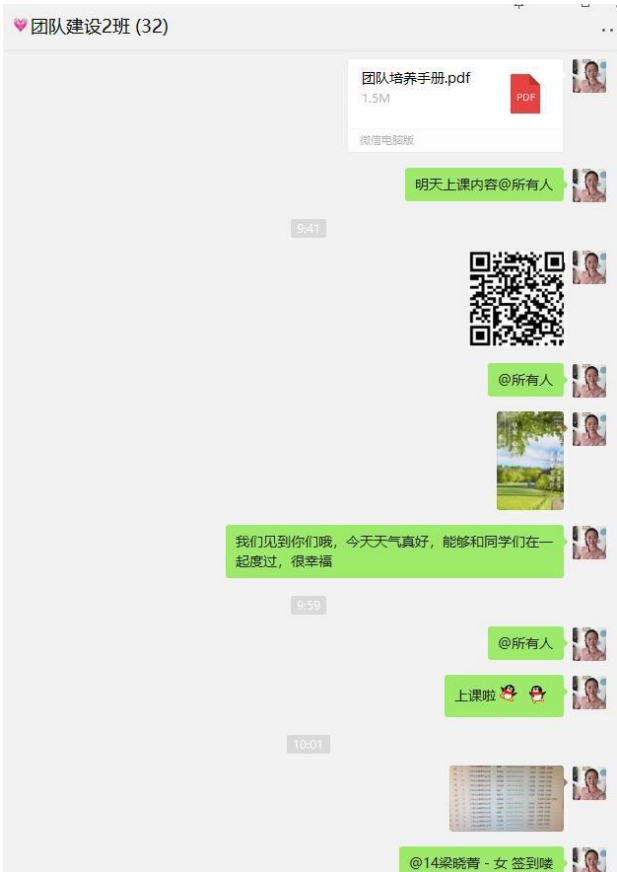 团队建设2班 (32)
团队培养手册.pdf
1.5M
PDF
微信电脑版
明天上课内容@所有人
9:41
@所有人
我们见到你们哦，今天天气真好，能够和同学们在一
起度过，很幸福
9:59
@所有人
上课啦
10:01
@14梁晓菁 - 女 签到喽